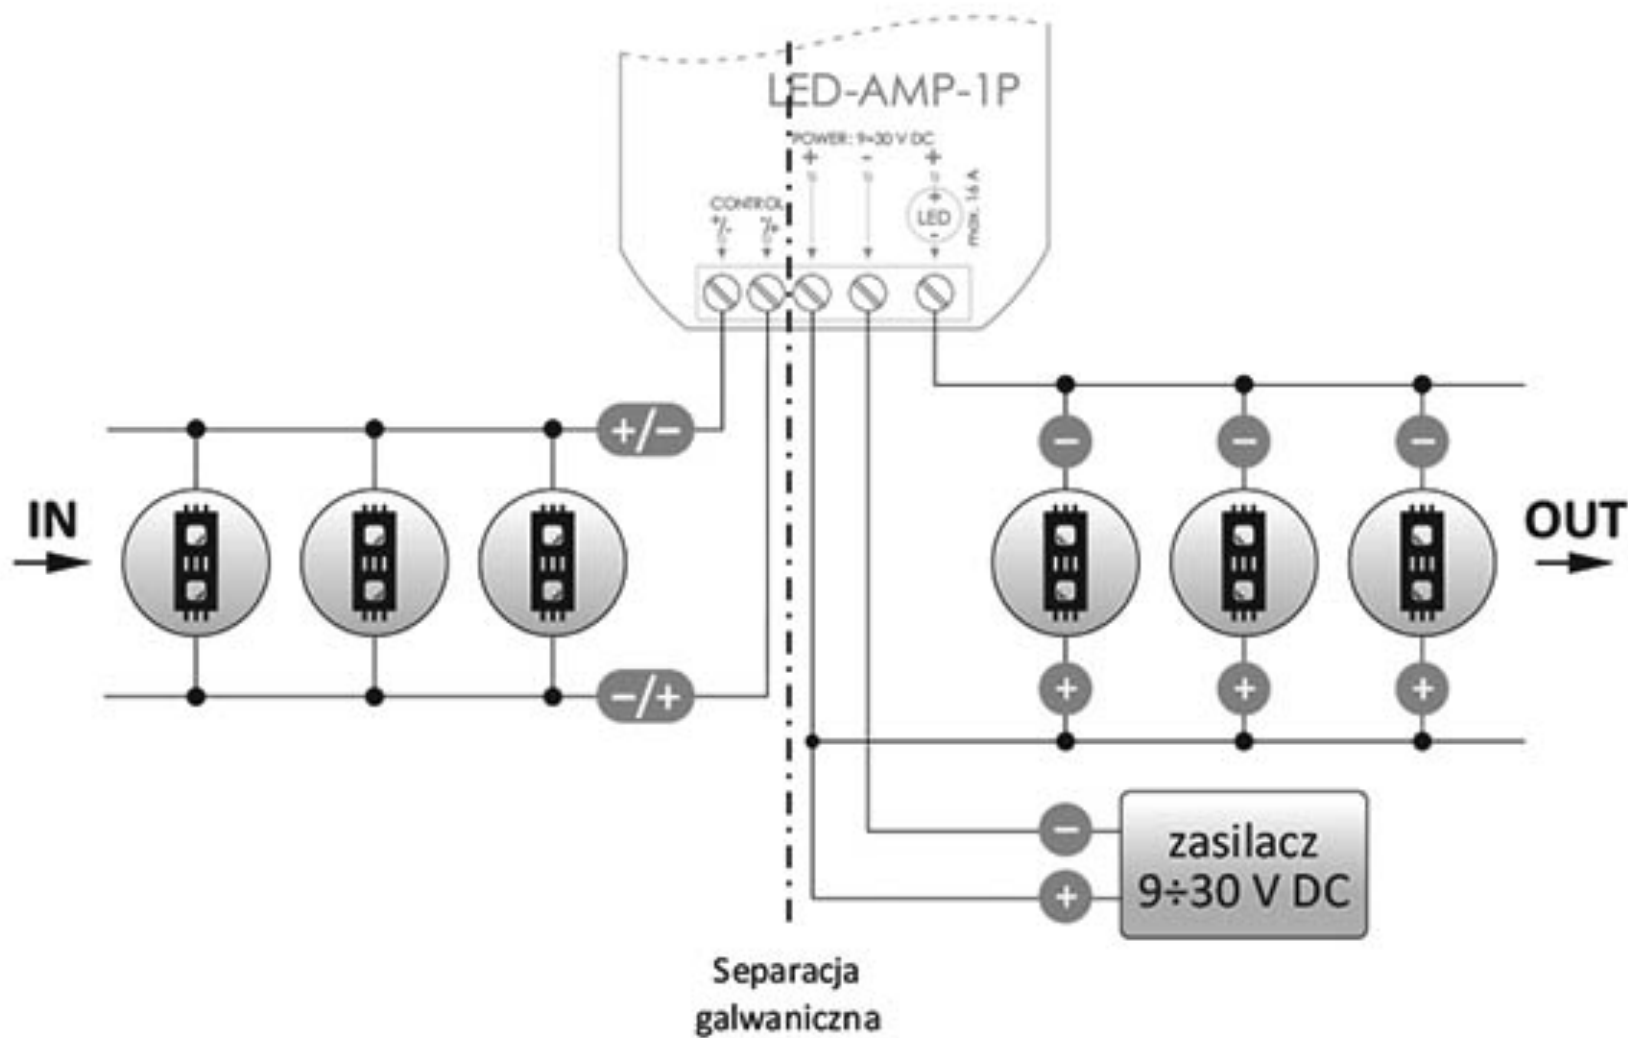 LED-AMP-1P
POWER: 9÷30 V DC
+ - +
CONTROL
+/- -/+
+
LED
-
max. 16 A
+/-
- - -
IN
OUT
-/+
+ + +
-
+
zasilacz
9÷30 V DC
Separacja
galwaniczna